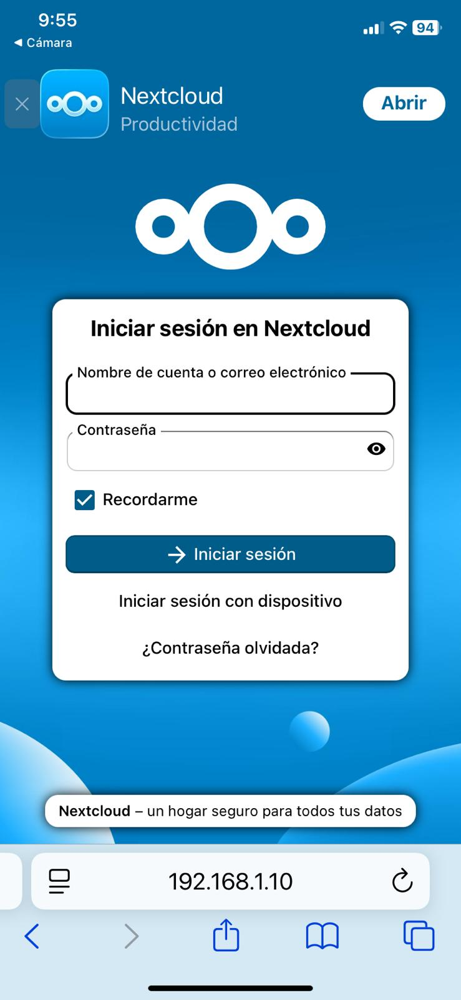 9:55
94
◀ Cámara
Nextcloud
Productividad
Abrir
Iniciar sesión en Nextcloud
Nombre de cuenta o correo electrónico
Contraseña
Recordarme
Iniciar sesión
Iniciar sesión con dispositivo
¿Contraseña olvidada?
Nextcloud – un hogar seguro para todos tus datos
192.168.1.10